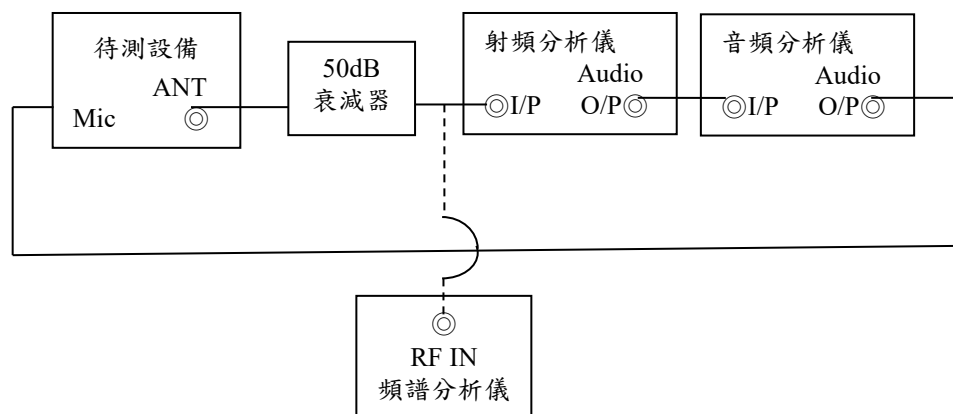 待測設備
ANT
Mic
50dB
衰減器
射頻分析儀
Audio
I/P O/P
音頻分析儀
Audio
I/P O/P
RF IN
頻譜分析儀